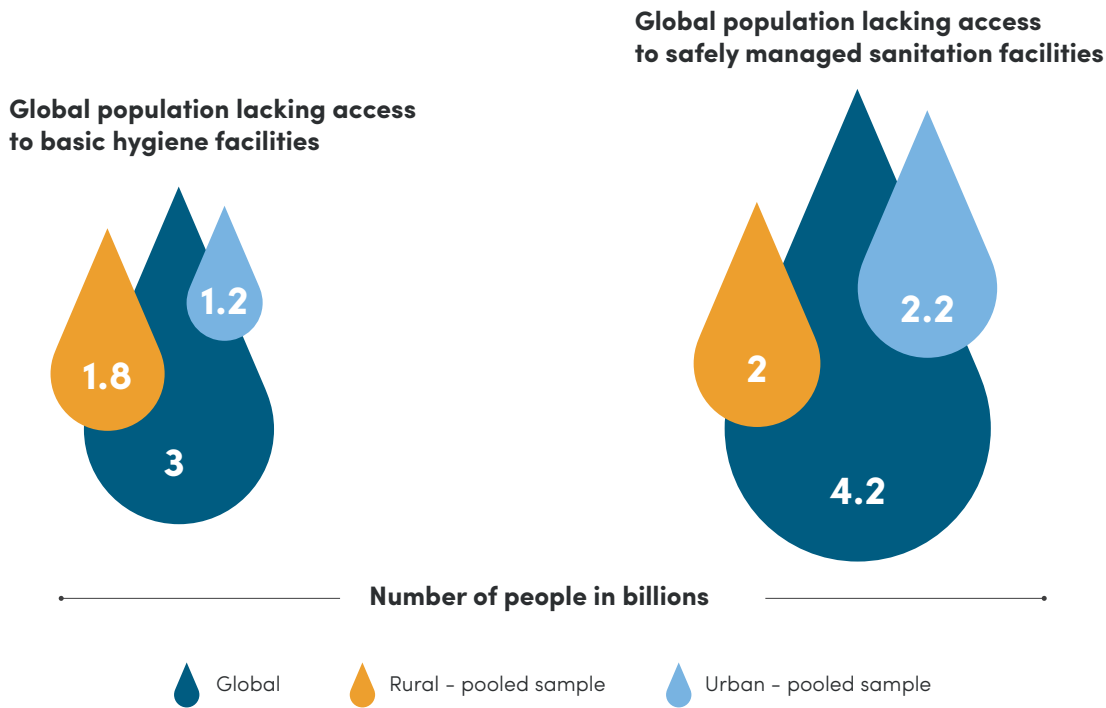 Global population lacking access
to basic hygiene facilities
1.8
1.2
3
Global population lacking access
to safely managed sanitation facilities
2
2.2
4.2
Number of people in billions
Global
Rural - pooled sample
Urban - pooled sample